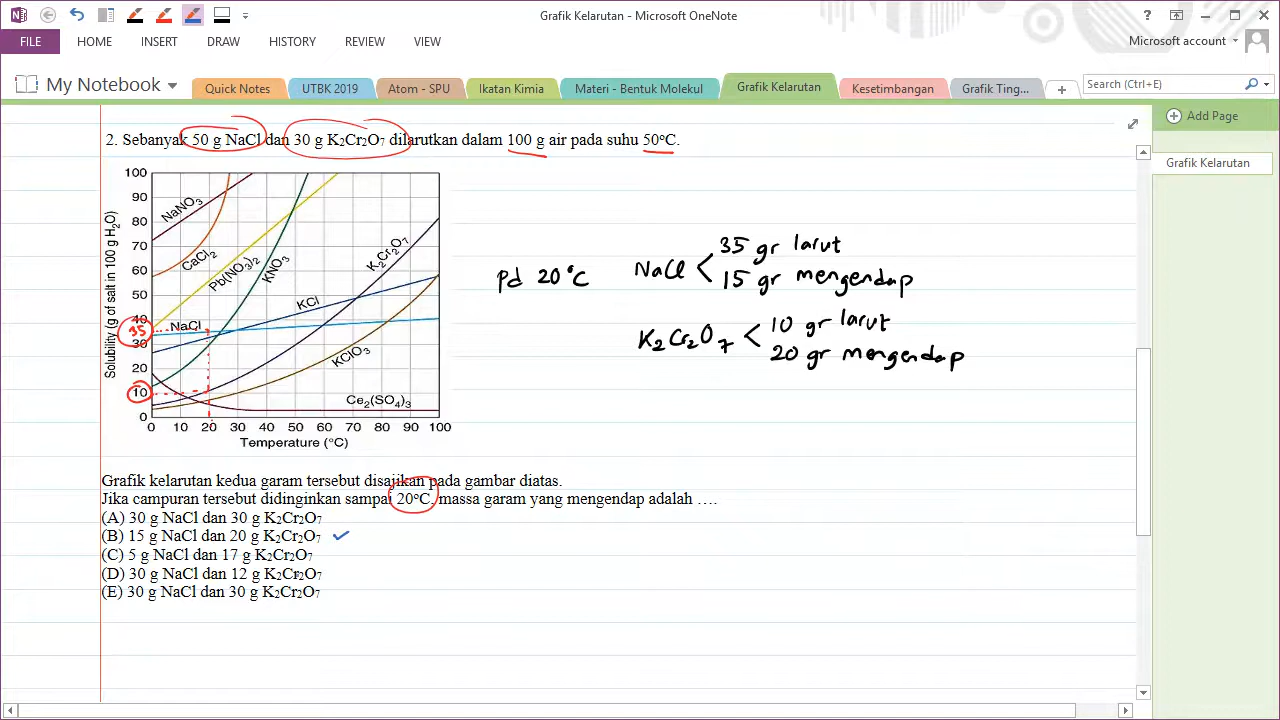 Grafik Kelarutan - Microsoft OneNote
?
FILE HOME INSERT DRAW HISTORY REVIEW VIEW
Microsoft account
My Notebook
Quick Notes
UTBK 2019
Atom - SPU
Ikatan Kimia
Materi - Bentuk Molekul
Grafik Kelarutan
Kesetimbangan
Grafik Ting...
Search (Ctrl+E)
Add Page
Grafik Kelarutan
2. Sebanyak 50 g NaCl dan 30 g K₂Cr₂O₇ dilarutkan dalam 100 g air pada suhu 50°C.
Solubility (g of salt in 100 g H₂O)
100
90
80
70
60
50
40
30
20
10
0
35
NaNO₃
CaCl₂
Pb(NO₃)₂
KNO₃
K₂Cr₂O₇
KCl
NaCl
KClO₃
Ce₂(SO₄)₃
0 10 20 30 40 50 60 70 80 90 100
Temperature (°C)
Pd 20°C
NaCl < 35 gr larut
15 gr mengendap
K₂Cr₂O₇ < 10 gr larut
20 gr mengendap
Grafik kelarutan kedua garam tersebut disajikan pada gambar diatas.
Jika campuran tersebut didinginkan sampai 20°C, massa garam yang mengendap adalah ….
(A) 30 g NaCl dan 30 g K₂Cr₂O₇
(B) 15 g NaCl dan 20 g K₂Cr₂O₇ ✓
(C) 5 g NaCl dan 17 g K₂Cr₂O₇
(D) 30 g NaCl dan 12 g K₂Cr₂O₇
(E) 30 g NaCl dan 30 g K₂Cr₂O₇